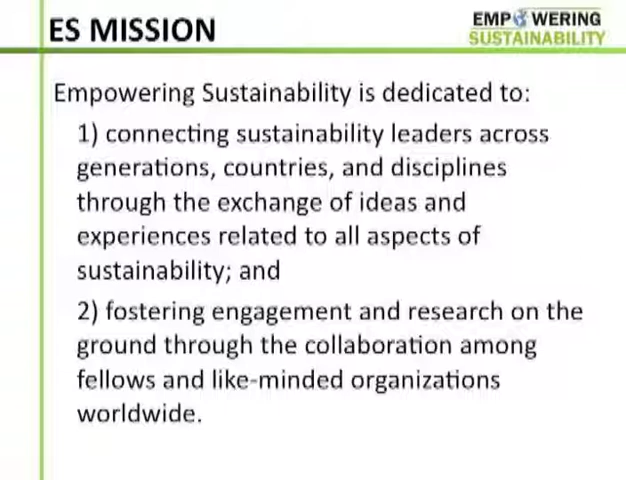 ES MISSION
EMPOWERING
SUSTAINABILITY
Empowering Sustainability is dedicated to:
1) connecting sustainability leaders across
generations, countries, and disciplines
through the exchange of ideas and
experiences related to all aspects of
sustainability; and
2) fostering engagement and research on the
ground through the collaboration among
fellows and like-minded organizations
worldwide.